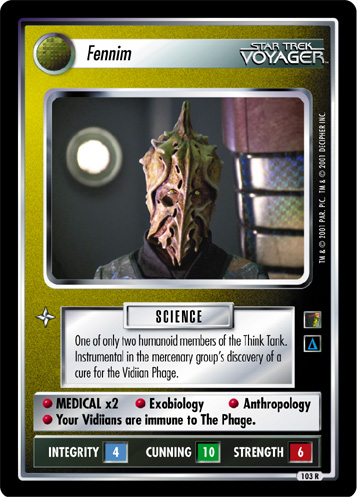 Fennim
STAR TREK
VOYAGER™
TM & © 2001 PAR. PIC. TM & © 2001 DECIPHER INC.
SCIENCE
One of only two humanoid members of the Think Tank.
Instrumental in the mercenary group's discovery of a
cure for the Vidiian Phage.
MEDICAL x2 Exobiology Anthropology
Your Vidiians are immune to The Phage.
INTEGRITY 4 CUNNING 10 STRENGTH 6
103 R